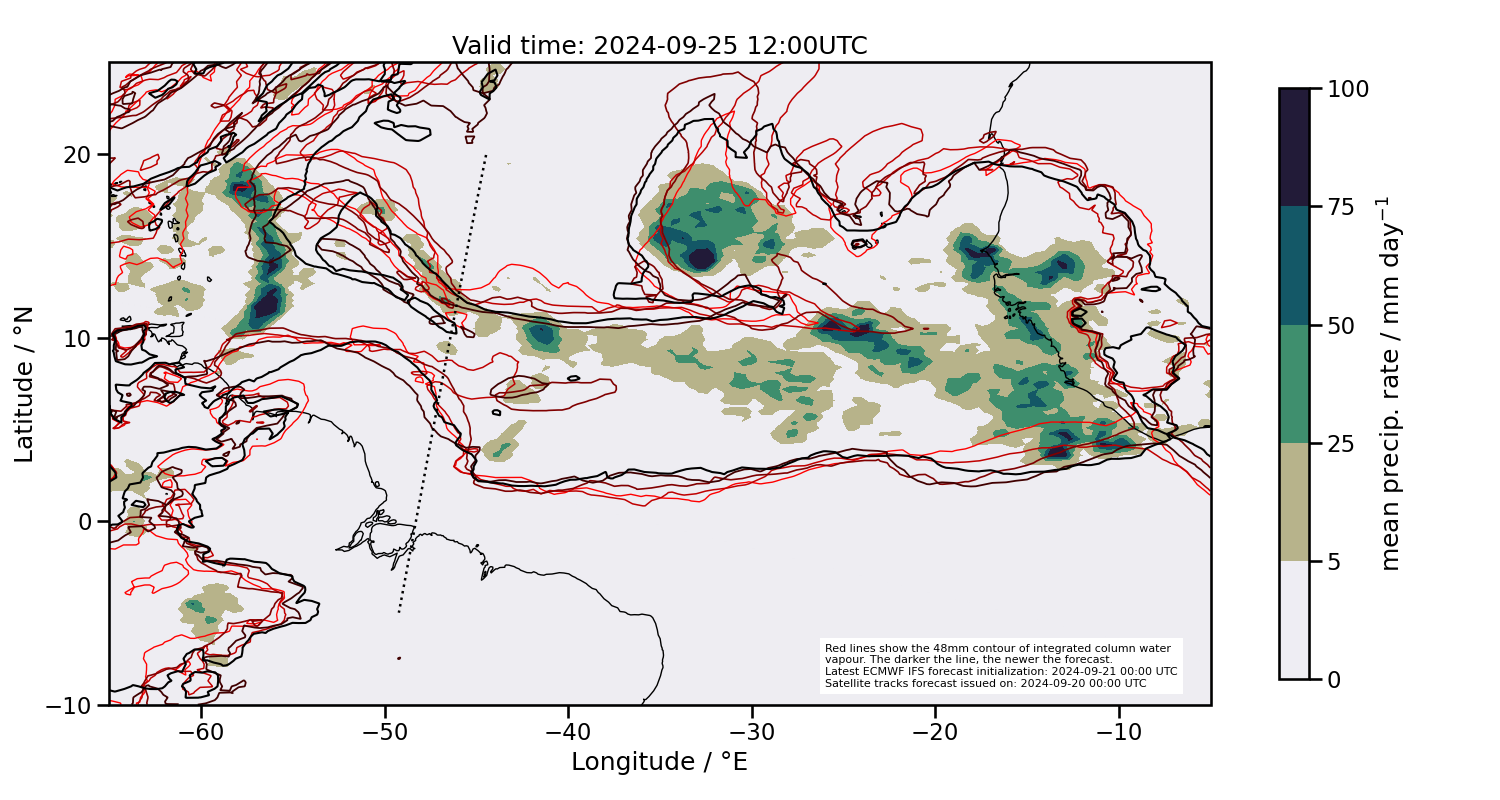 Valid time: 2024-09-25 12:00UTC
Latitude / °N
20
10
0
−10
−60
−50
−40
−30
−20
−10
Longitude / °E
Red lines show the 48mm contour of integrated column water
vapour. The darker the line, the newer the forecast.
Latest ECMWF IFS forecast initialization: 2024-09-21 00:00 UTC
Satellite tracks forecast issued on: 2024-09-20 00:00 UTC
100
75
50
25
5
0
mean precip. rate / mm day⁻¹